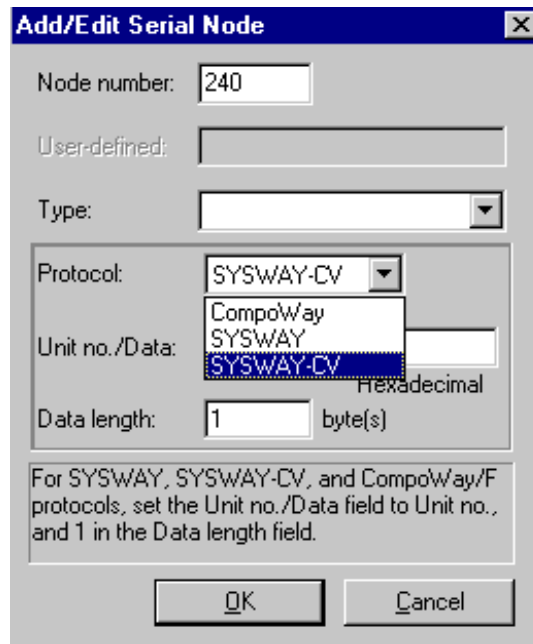 Add/Edit Serial Node
Node number: 240
User-defined:
Type:
Protocol: SYSWAY-CV
CompoWay
SYSWAY
Unit no./Data:
SYSWAY-CV
Hexadecimal
Data length: 1 byte(s)
For SYSWAY, SYSWAY-CV, and CompoWay/F
protocols, set the Unit no./Data field to Unit no.,
and 1 in the Data length field.
OK Cancel